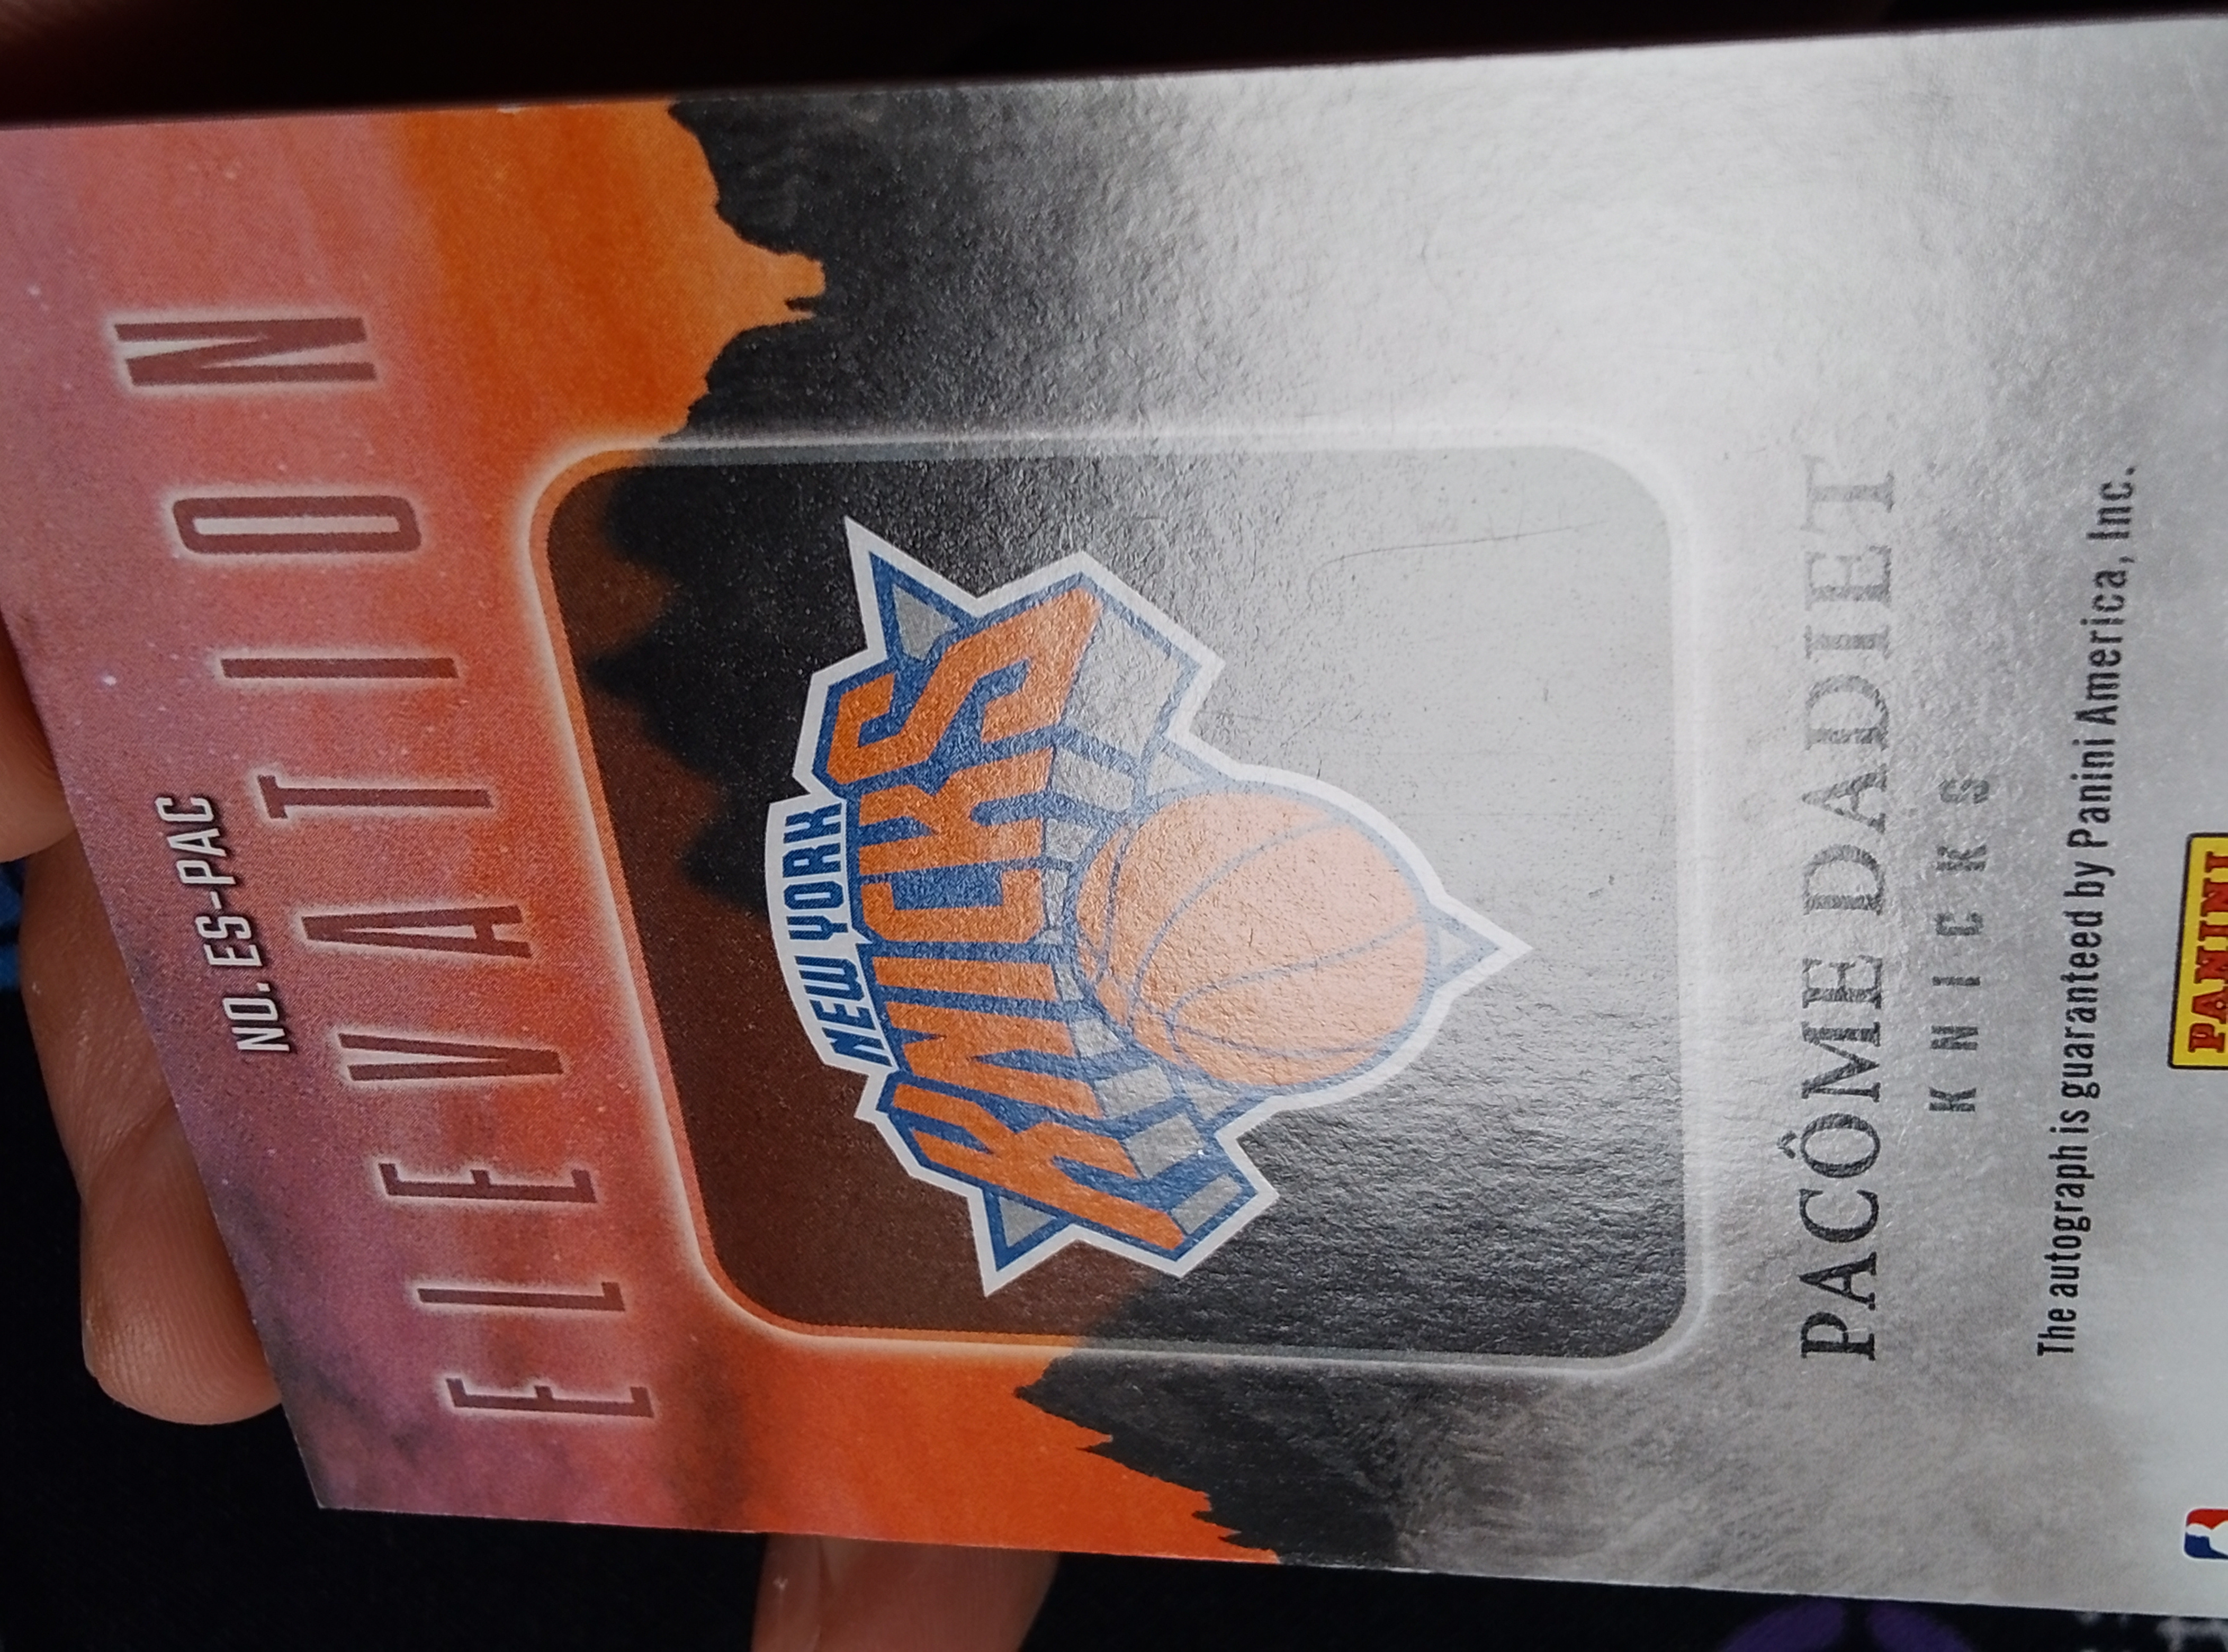 NO. ES-PAC
ELEVATION
NEW YORK
KNICKS
PACÔME DADIET
KNICKS
The autograph is guaranteed by Panini America, Inc.
PANINI